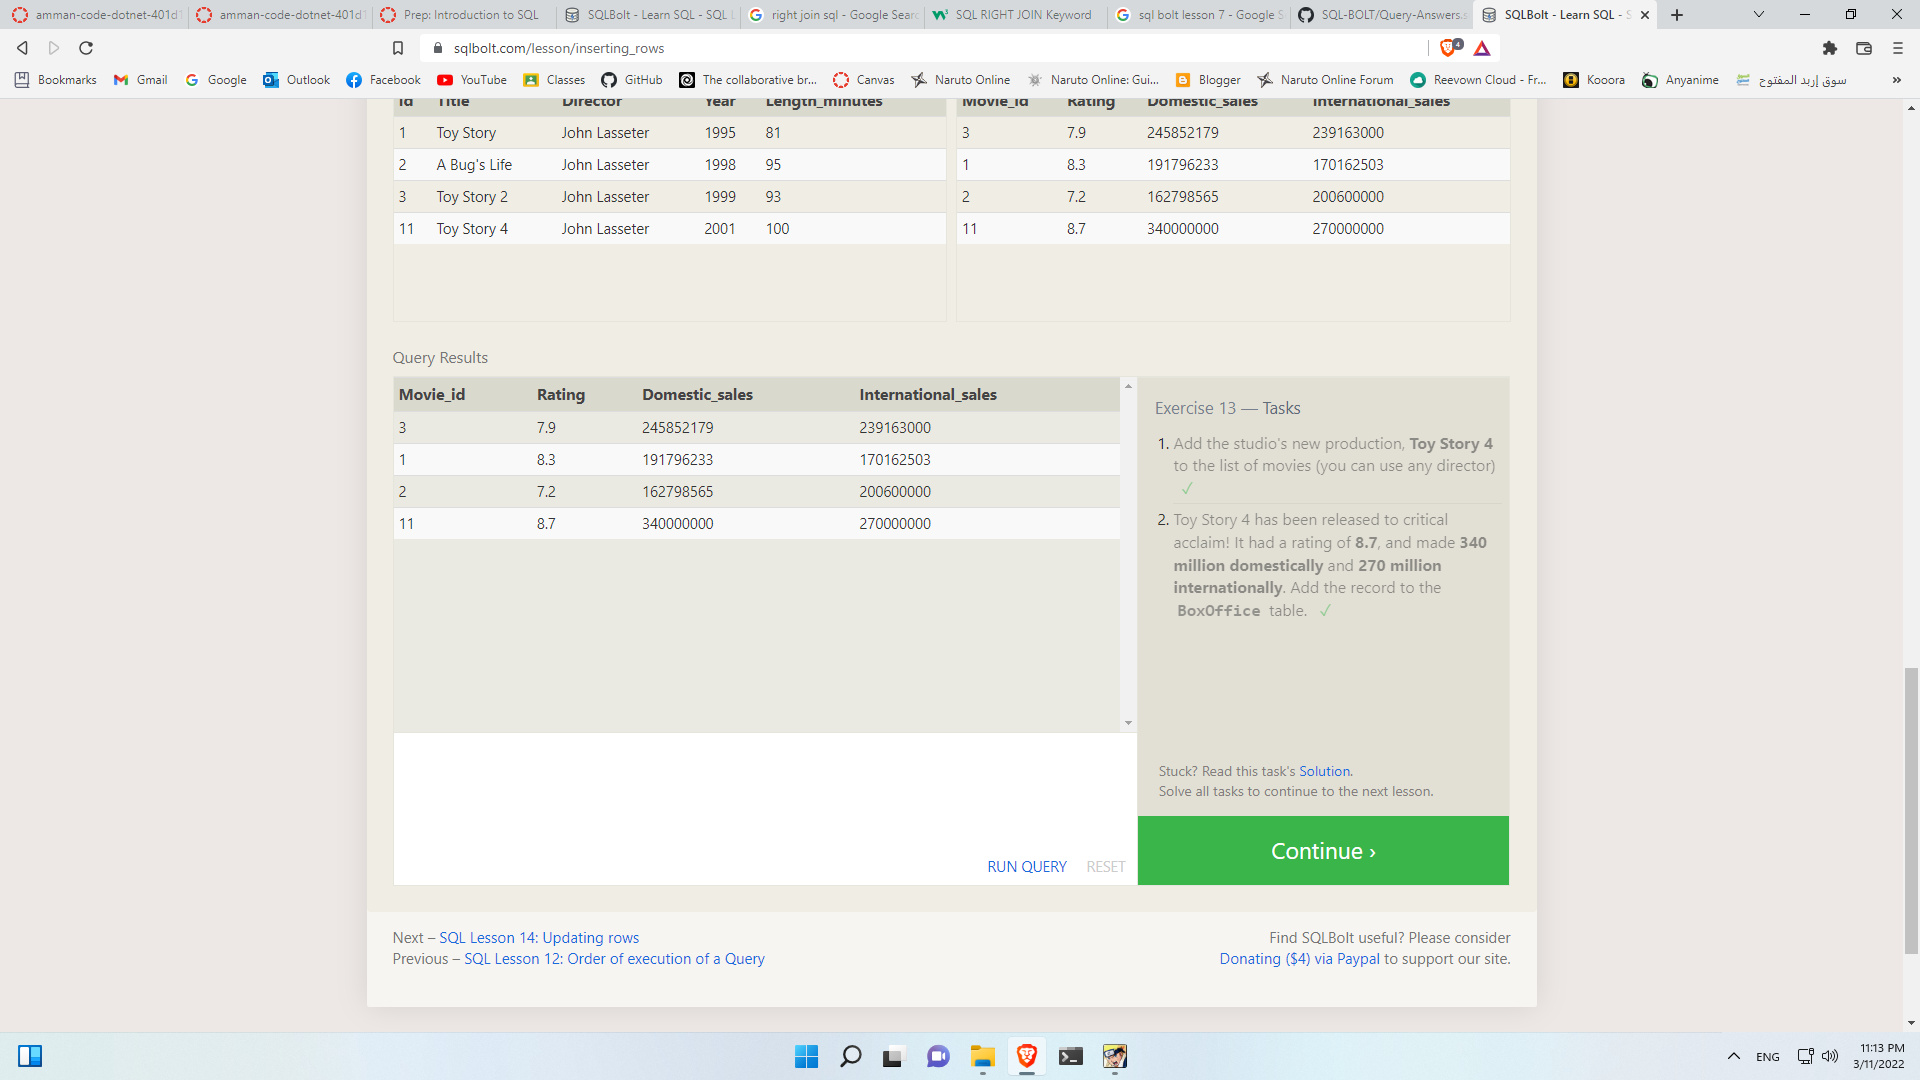 amman-code-dotnet-401d1
amman-code-dotnet-401d1
Prep: Introduction to SQL
SQLBolt - Learn SQL - SQL L
right join sql - Google Searc
SQL RIGHT JOIN Keyword
sql bolt lesson 7 - Google S
SQL-BOLT/Query-Answers.s
SQLBolt - Learn SQL - S
sqlbolt.com/lesson/inserting_rows
4
Bookmarks
Gmail
Google
Outlook
Facebook
YouTube
Classes
GitHub
The collaborative br...
Canvas
Naruto Online
Naruto Online: Gui...
Blogger
Naruto Online Forum
Reevown Cloud - Fr...
Kooora
Anyanime
سوق إربد المفتوح
Id Title Director Year Length_minutes
1 Toy Story John Lasseter 1995 81
2 A Bug's Life John Lasseter 1998 95
3 Toy Story 2 John Lasseter 1999 93
11 Toy Story 4 John Lasseter 2001 100
Movie_id Rating Domestic_sales International_sales
3 7.9 245852179 239163000
1 8.3 191796233 170162503
2 7.2 162798565 200600000
11 8.7 340000000 270000000
Query Results
Movie_id Rating Domestic_sales International_sales
3 7.9 245852179 239163000
1 8.3 191796233 170162503
2 7.2 162798565 200600000
11 8.7 340000000 270000000
RUN QUERY RESET
Exercise 13 — Tasks
1. Add the studio's new production, Toy Story 4
to the list of movies (you can use any director)
✓
2. Toy Story 4 has been released to critical
acclaim! It had a rating of 8.7, and made 340
million domestically and 270 million
internationally. Add the record to the
BoxOffice table. ✓
Stuck? Read this task's Solution.
Solve all tasks to continue to the next lesson.
Continue ›
Next – SQL Lesson 14: Updating rows
Previous – SQL Lesson 12: Order of execution of a Query
Find SQLBolt useful? Please consider
Donating ($4) via Paypal to support our site.
ENG
11:13 PM
3/11/2022